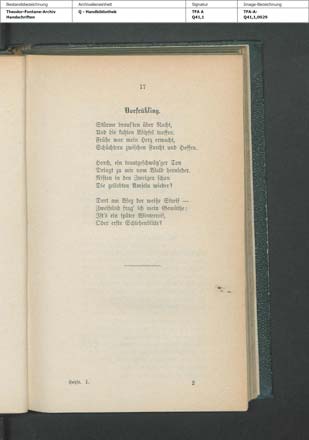 Bestandsbezeichnung
Archivalieneinheit
Signatur
Image-Bezeichnung
Theodor-Fontane-Archiv
Handschriften
Q - Handbibliothek
TFA A
Q41,1
TFA-A:
Q41,1,0029
17
Vorfrühling.
Stürme brausten über Nacht,
Und die kahlen Wipfel troffen.
Frühe war mein Herz erwacht,
Schüchtern zwischen Furcht und Hoffen.
Horch, ein trautgeschwätz'ger Ton
Dringt zu mir vom Wald hernieder.
Nisten in den Zweigen schon
Die geliebten Amseln wieder?
Dort am Weg der weiße Streif —
Zweifelnd frag' ich mein Gemüthe:
Ist's ein später Winterreif,
Oder erste Schlehenblüthe?
Heyse. I.
2